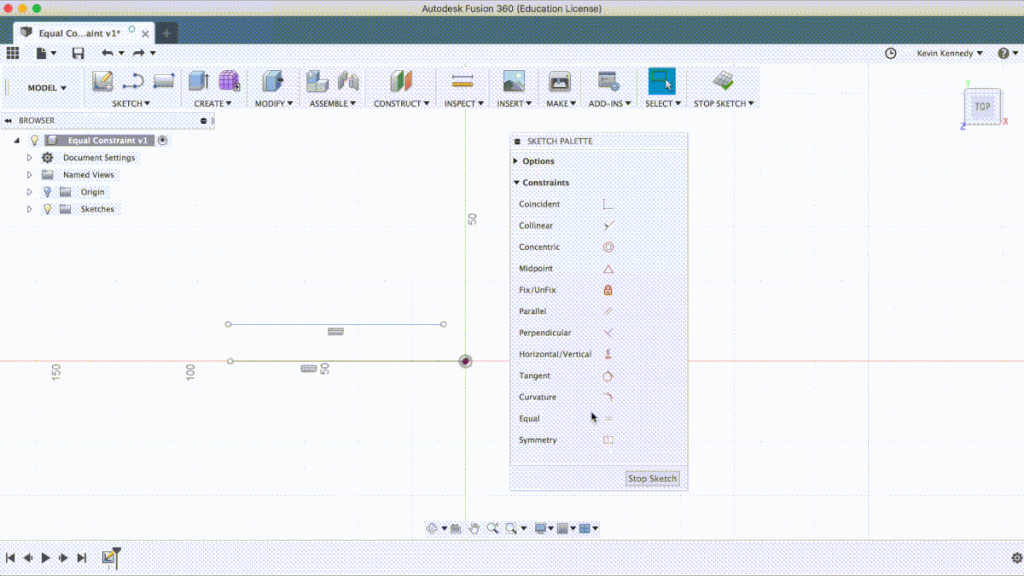 Autodesk Fusion 360 (Education License)
Equal Co...aint v1*
Kevin Kennedy
MODEL
SKETCH
CREATE
MODIFY
ASSEMBLE
CONSTRUCT
INSPECT
INSERT
MAKE
ADD-INS
SELECT
STOP SKETCH
TOP
Y
X
Z
BROWSER
Equal Constraint v1
Document Settings
Named Views
Origin
Sketches
SKETCH PALETTE
Options
Constraints
Coincident
Collinear
Concentric
Midpoint
Fix/UnFix
Parallel
Perpendicular
Horizontal/Vertical
Tangent
Curvature
Equal
Symmetry
Stop Sketch
50
150
100
50